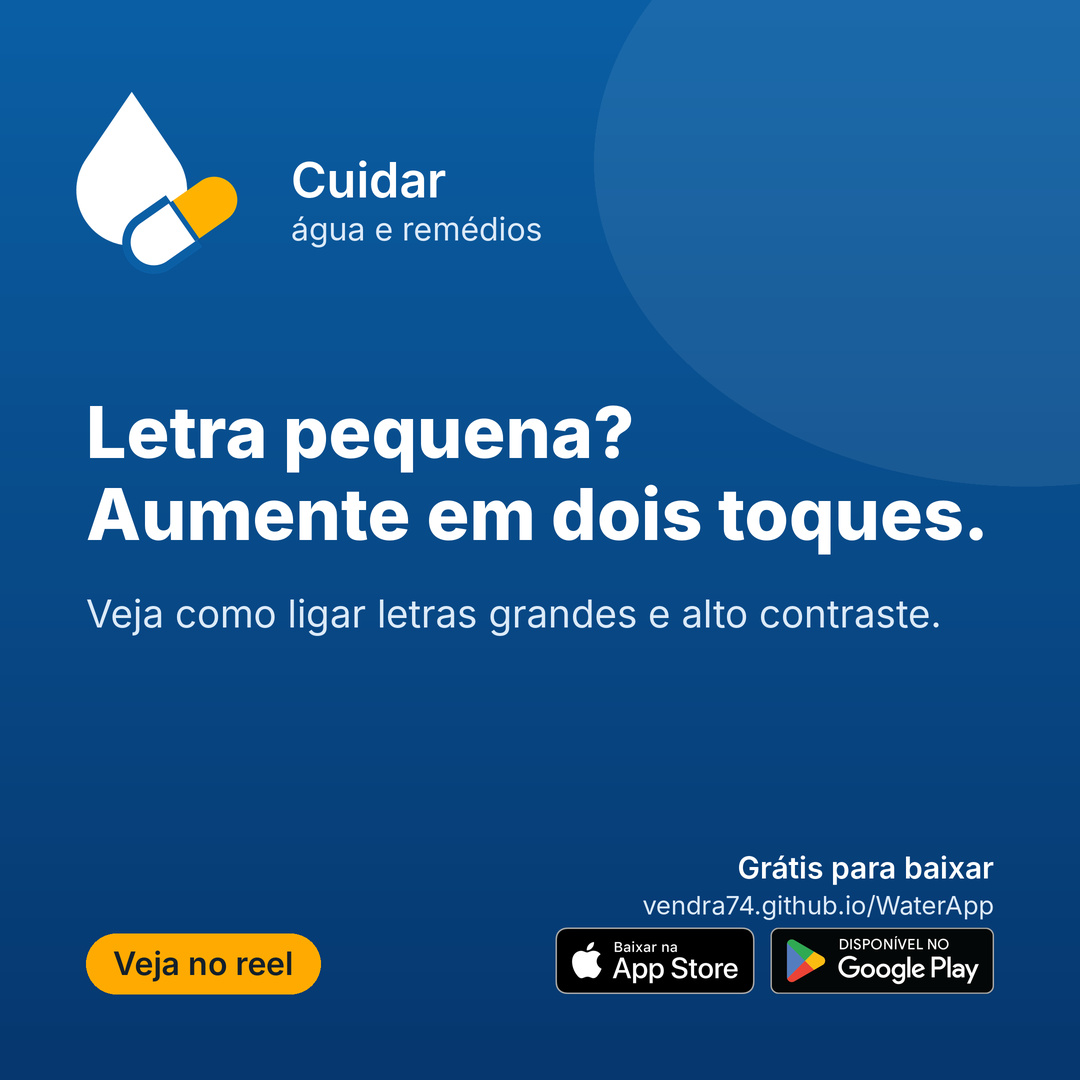 Cuidar
água e remédios
Letra pequena?
Aumente em dois toques.
Veja como ligar letras grandes e alto contraste.
Grátis para baixar
vendra74.github.io/WaterApp
Veja no reel
Baixar na
App Store
DISPONÍVEL NO
Google Play